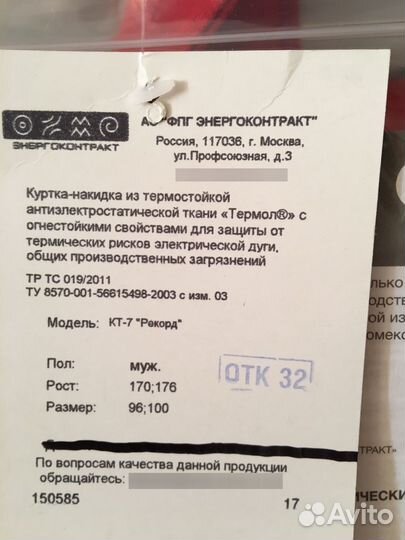 АО "ФПГ ЭНЕРГОКОНТРАКТ"
ЭНЕРГОКОНТРАКТ
Россия, 117036, г. Москва,
ул.Профсоюзная, д.3
Куртка-накидка из термостойкой
антиэлектростатической ткани «Термол®» с
огнестойкими свойствами для защиты от
термических рисков электрической дуги,
общих производственных загрязнений
ТР ТС 019/2011
ТУ 8570-001-56615498-2003 с изм. 03
Модель: КТ-7 "Рекорд"
Пол: муж.
Рост: 170;176
Размер: 96;100
ОТК 32
По вопросам качества данной продукции
обращайтесь:
150585 17
Avito